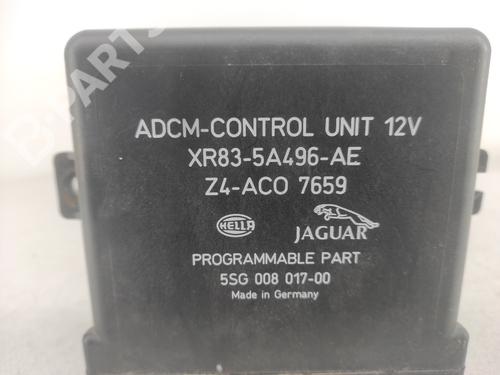 B-PARTS
ADCM-CONTROL UNIT 12V
XR83-5A496-AE
Z4-ACO 7659
HELLA
JAGUAR
PROGRAMMABLE PART
5SG 008 017-00
Made in Germany